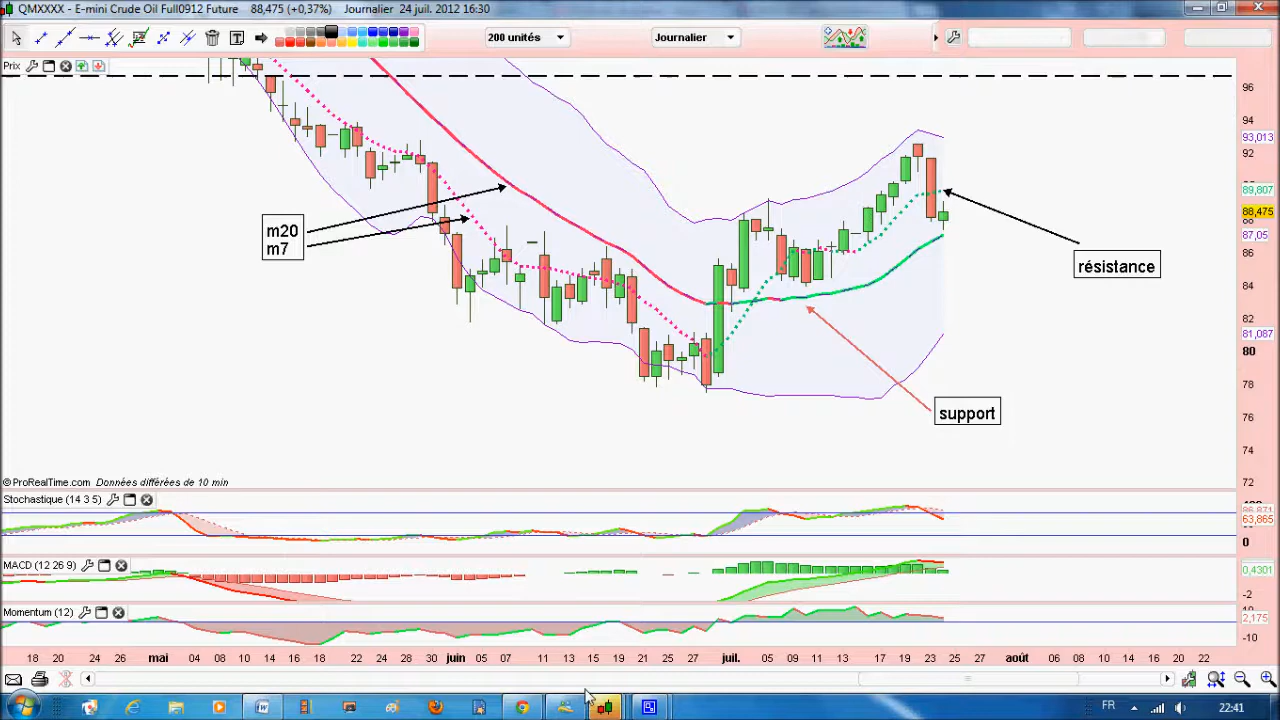 QMXXXX - E-mini Crude Oil Full0912 Future 88,475 (+0,37%) Journalier 24 juil. 2012 16:30
200 unités
Journalier
Prix
96
94
93,013
92
89,807
88,475
88
87,05
86
84
82
81,087
80
78
76
74
72
m20
m7
résistance
support
©ProRealTime.com Données différées de 10 min
Stochastique (14 3 5)
63,865
0
MACD (12 26 9)
0,4301
-2
Momentum (12)
2,175
-10
18 20 24 26 mai 04 08 10 14 16 18 22 24 28 30 juin 05 07 11 13 15 19 21 25 27 juil. 05 09 11 13 17 19 23 25 27 août 06 08 10 14 16 20 22
FR 22:41